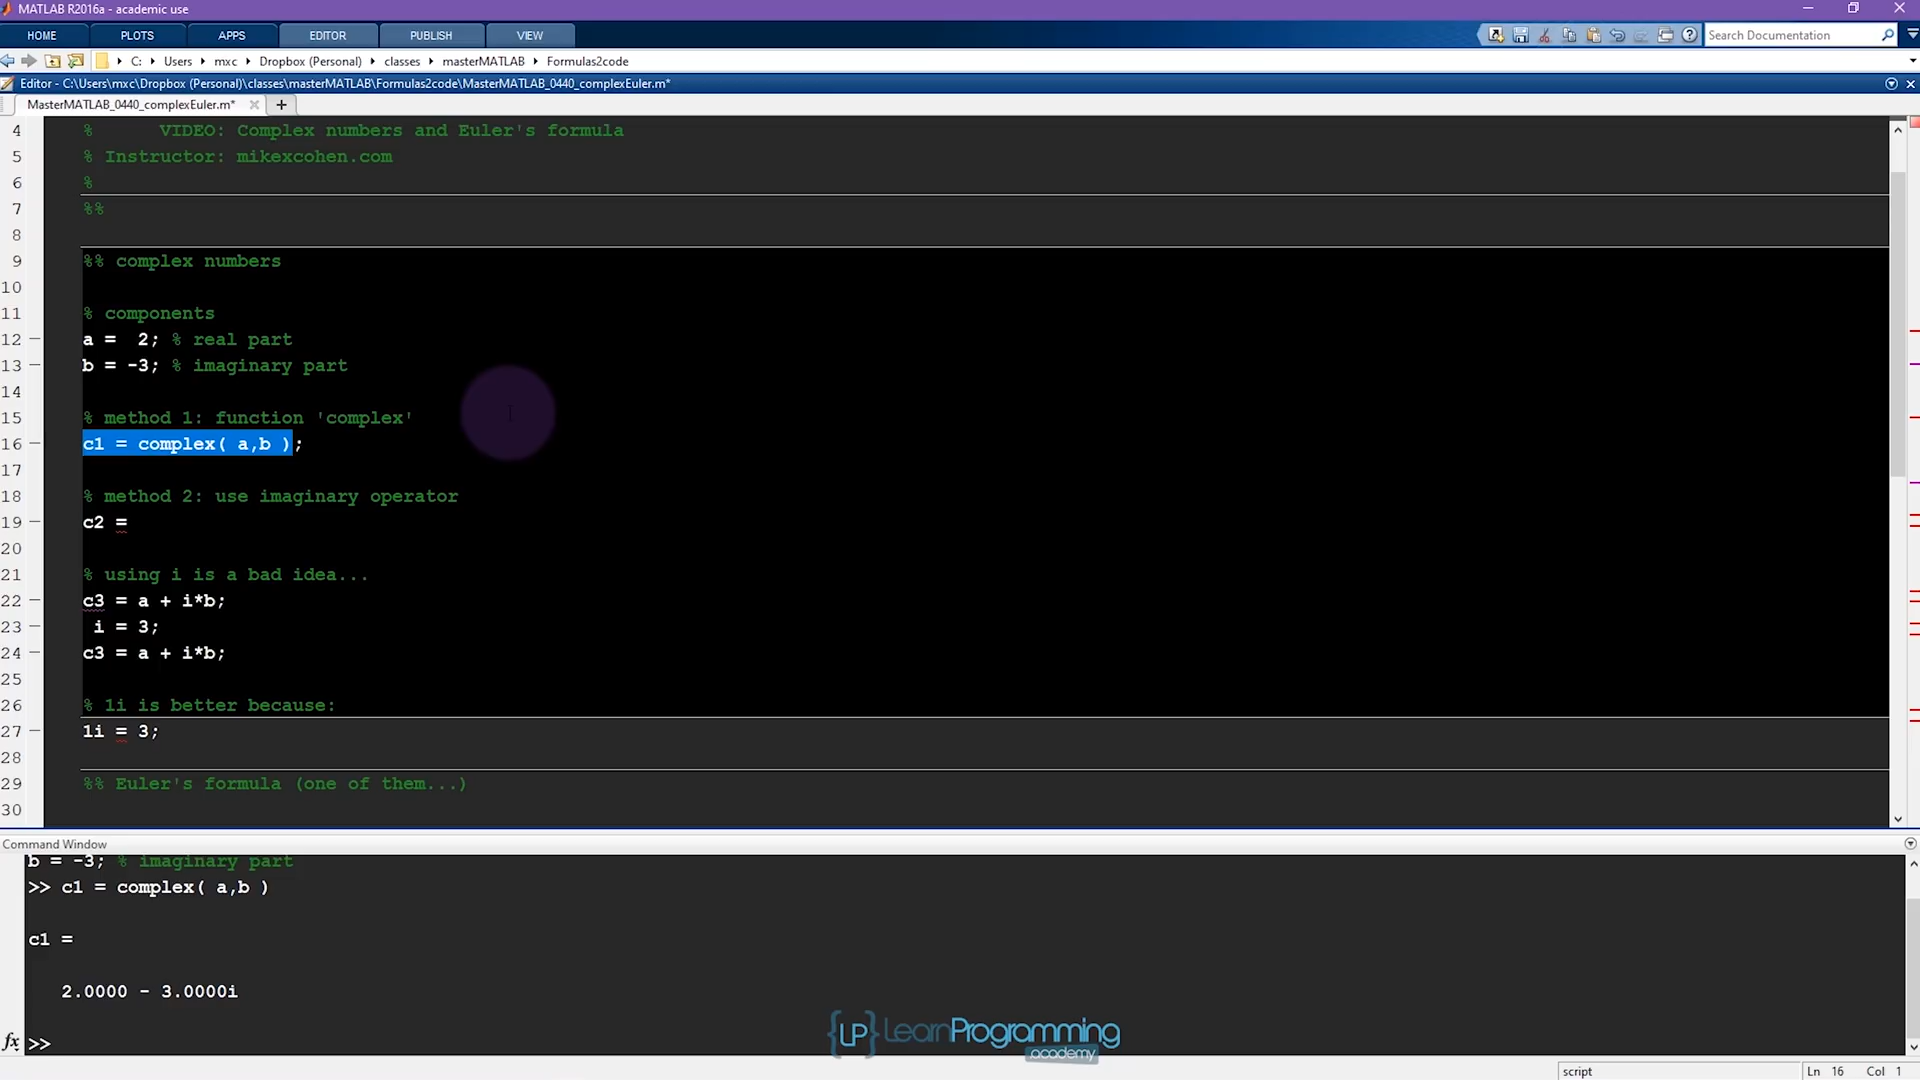 MATLAB R2016a - academic use
HOME PLOTS APPS EDITOR PUBLISH VIEW Search Documentation
C: Users mxc Dropbox (Personal) classes masterMATLAB Formulas2code
Editor - C:\Users\mxc\Dropbox (Personal)\classes\masterMATLAB\Formulas2code\MasterMATLAB_0440_complexEuler.m*
MasterMATLAB_0440_complexEuler.m*
4 % VIDEO: Complex numbers and Euler's formula
5 % Instructor: mikexcohen.com
6 %
7 %%
8
9 %% complex numbers
10
11 % components
12 a = 2; % real part
13 b = -3; % imaginary part
14
15 % method 1: function 'complex'
16 c1 = complex( a,b );
17
18 % method 2: use imaginary operator
19 c2 =
20
21 % using i is a bad idea...
22 c3 = a + i*b;
23 i = 3;
24 c3 = a + i*b;
25
26 % 1i is better because:
27 1i = 3;
28
29 %% Euler's formula (one of them...)
30
Command Window
b = -3; % imaginary part
>> c1 = complex( a,b )
c1 =
2.0000 - 3.0000i
fx >>
{LP} LearnProgramming
academy
script Ln 16 Col 1